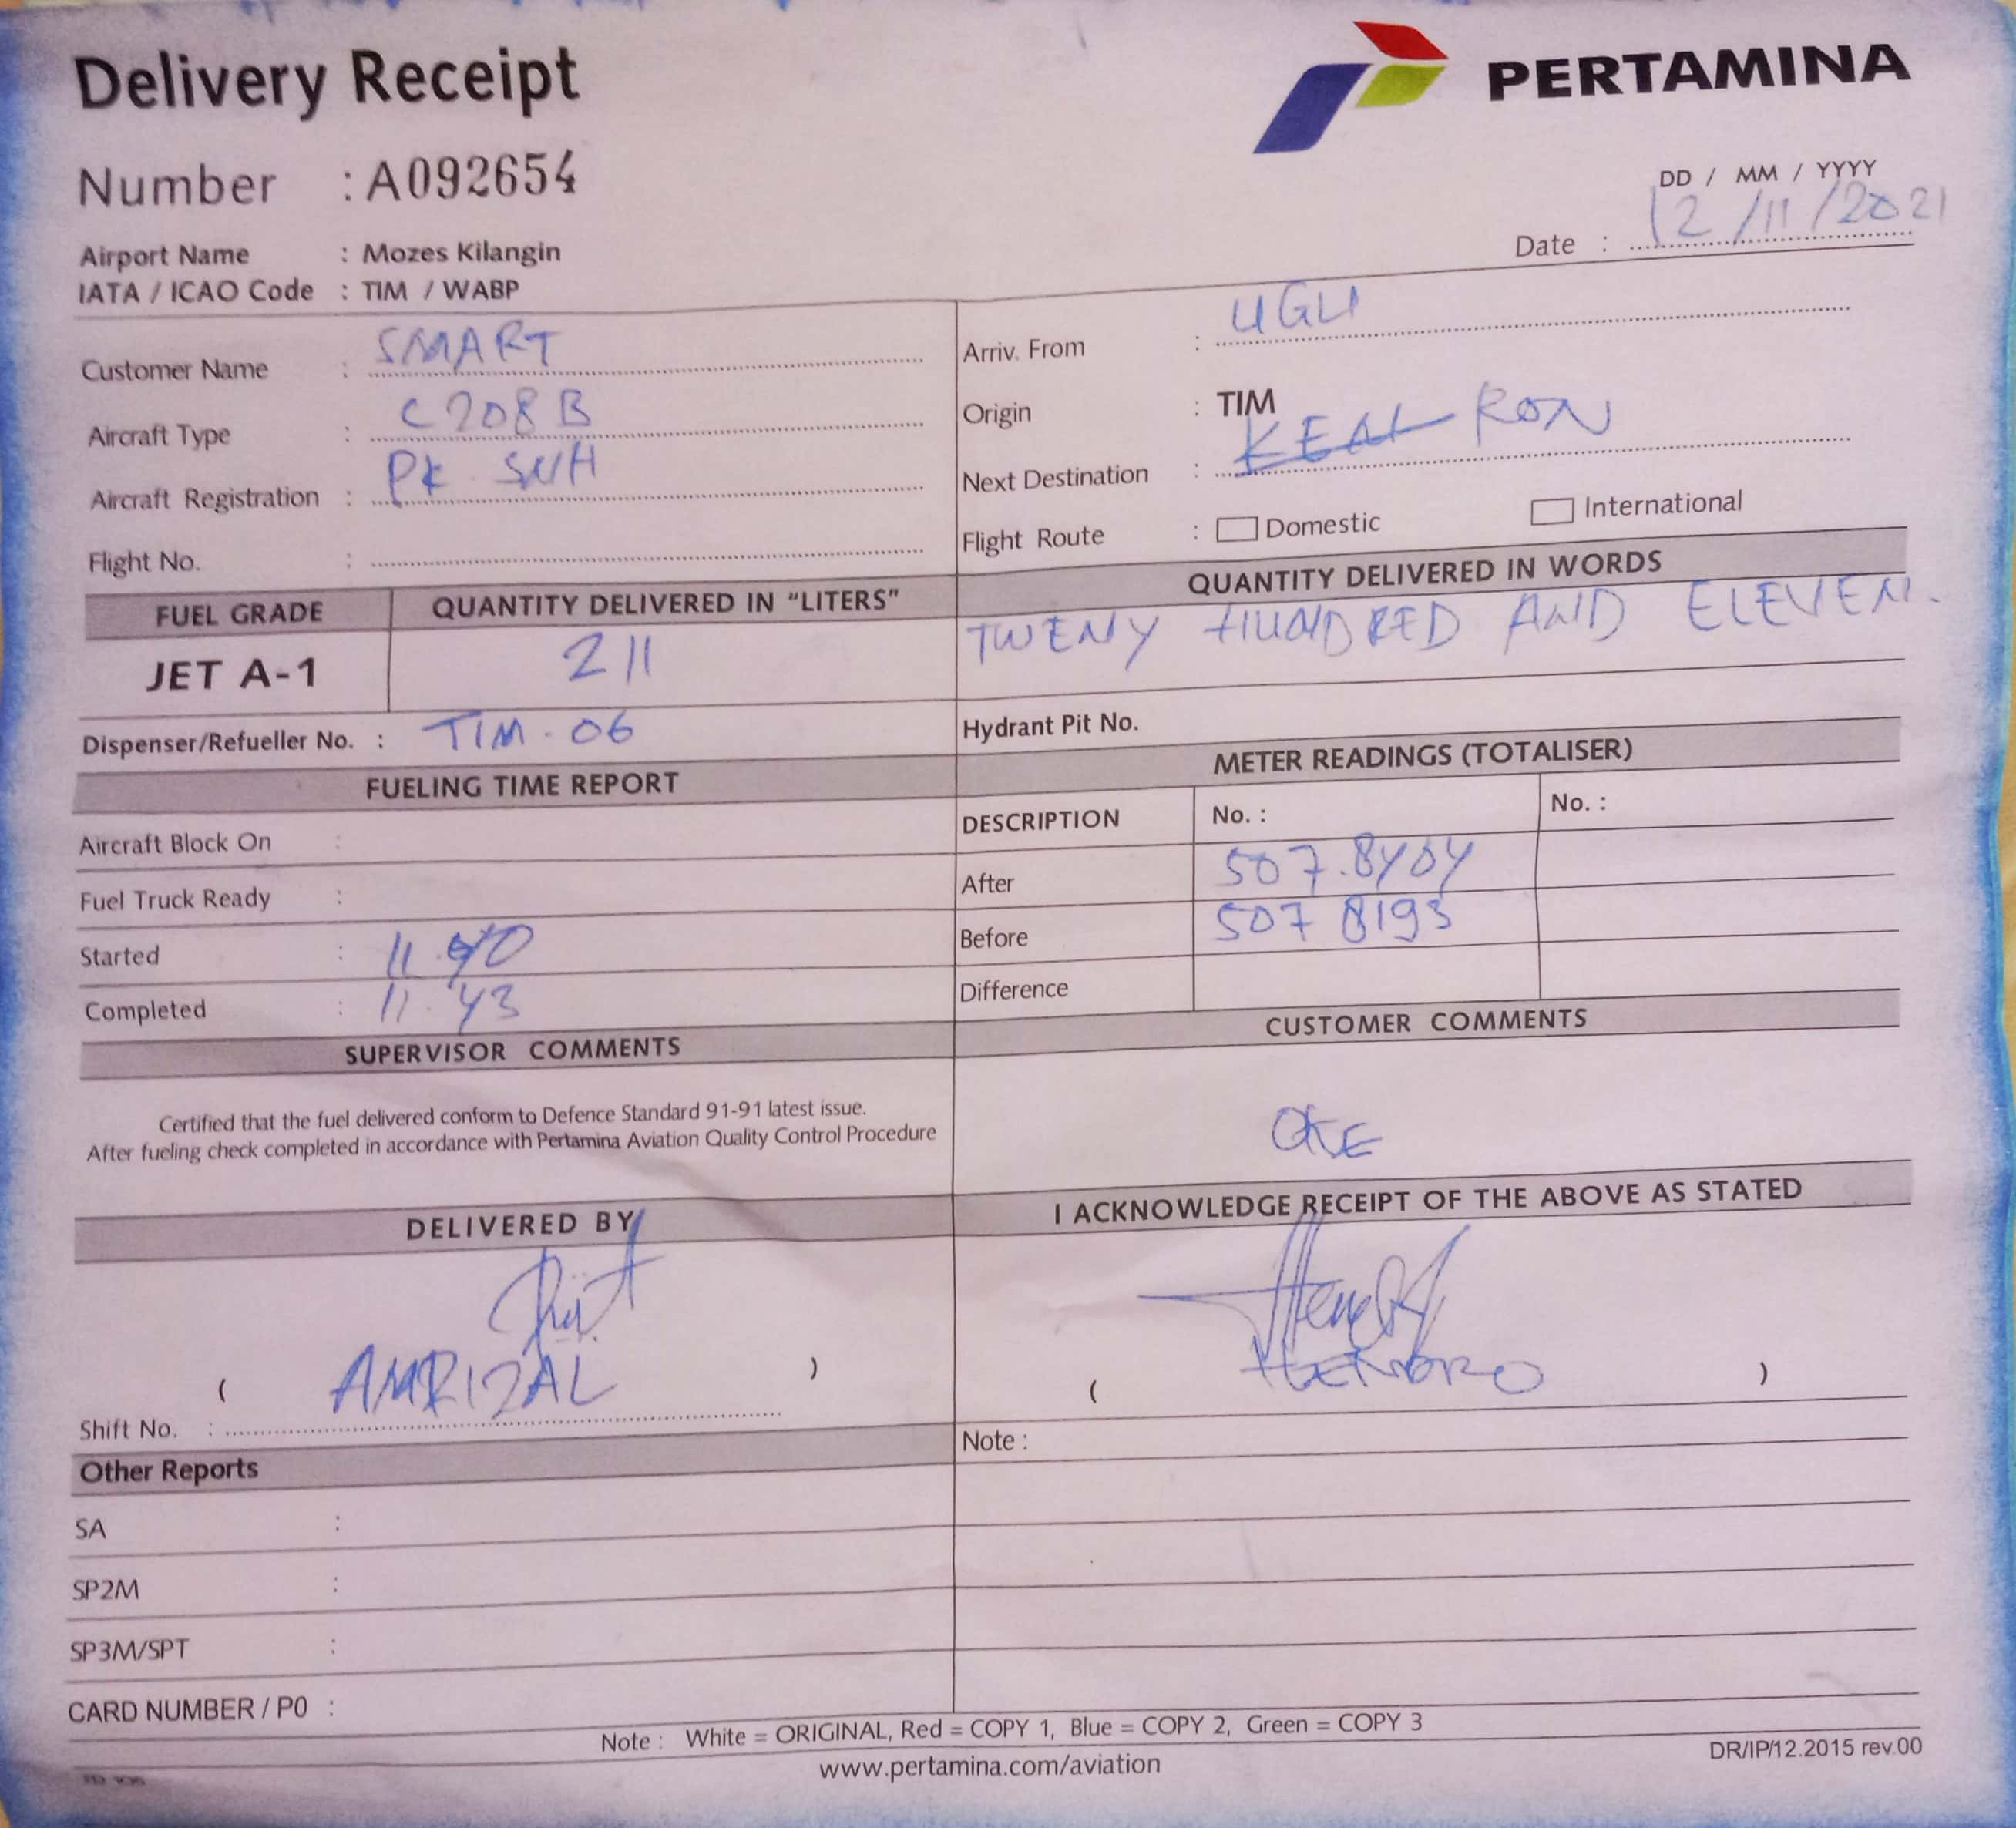 Delivery Receipt
PERTAMINA
Number : A092654
DD / MM / YYYY
Date : 12/11/2021
Airport Name : Mozes Kilangin
IATA / ICAO Code : TIM / WABP
Customer Name : SMART
Aircraft Type : C208B
Aircraft Registration : PK SNH
Flight No. :
Arriv. From : UGU
Origin : TIM
Next Destination : RON
Flight Route : Domestic International
FUEL GRADE QUANTITY DELIVERED IN "LITERS" QUANTITY DELIVERED IN WORDS
JET A-1 211 TWENY HUNDRED AND ELEVEN.
Dispenser/Refueller No. : TIM-06
Hydrant Pit No.
FUELING TIME REPORT
Aircraft Block On :
Fuel Truck Ready :
Started : 11.40
Completed : 11.43
METER READINGS (TOTALISER)
DESCRIPTION No. : No. :
After 507.8404
Before 507 8193
Difference
SUPERVISOR COMMENTS
Certified that the fuel delivered conform to Defence Standard 91-91 latest issue.
After fueling check completed in accordance with Pertamina Aviation Quality Control Procedure
CUSTOMER COMMENTS
OKE
DELIVERED BY
( AMRIZAL )
Shift No. :
I ACKNOWLEDGE RECEIPT OF THE ABOVE AS STATED
( HENDRO )
Note :
Other Reports
SA :
SP2M :
SP3M/SPT :
CARD NUMBER / P0 :
Note : White = ORIGINAL, Red = COPY 1, Blue = COPY 2, Green = COPY 3
www.pertamina.com/aviation
DR/IP/12.2015 rev.00